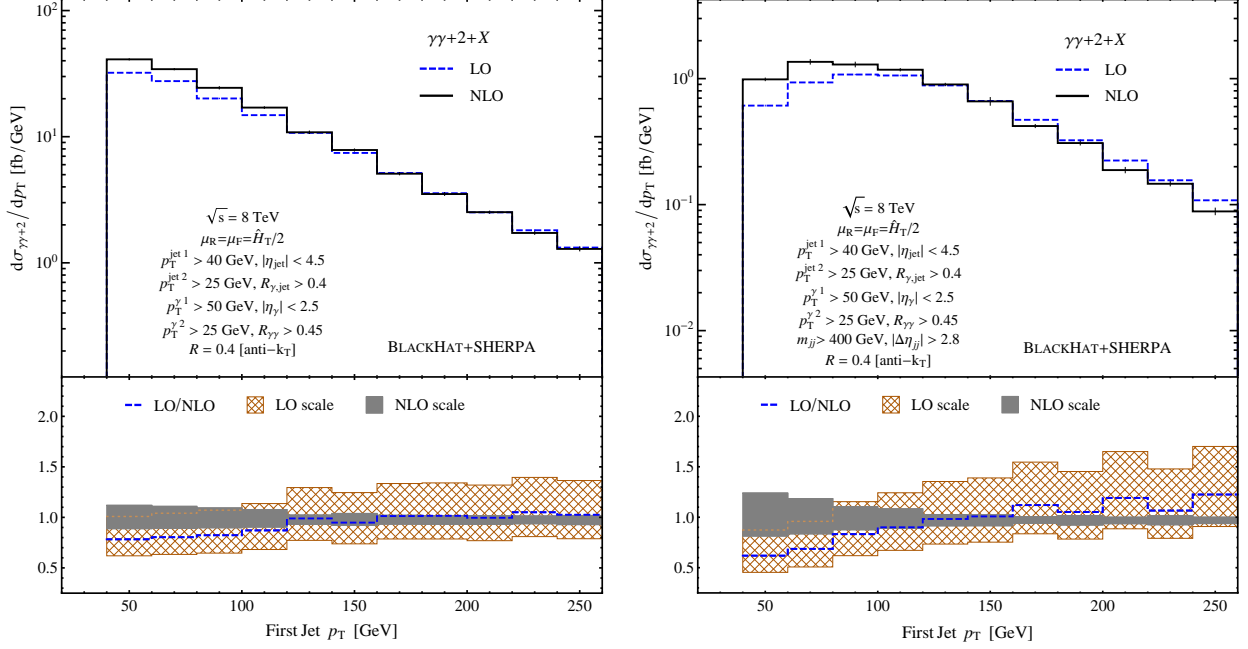 10²
10¹
10⁰
dσ_γγ+2/dp_T [fb/GeV]
γγ+2+X
LO
NLO
√s = 8 TeV
μ_R=μ_F=Ĥ_T/2
p_T^jet 1 > 40 GeV, |η_jet| < 4.5
p_T^jet 2 > 25 GeV, R_γ,jet > 0.4
p_T^γ 1 > 50 GeV, |η_γ| < 2.5
p_T^γ 2 > 25 GeV, R_γγ > 0.45
R = 0.4 [anti−k_T]
BLACKHAT+SHERPA
LO/NLO
LO scale
NLO scale
2.0
1.5
1.0
0.5
50 100 150 200 250
First Jet p_T [GeV]
10⁰
10⁻¹
10⁻²
dσ_γγ+2/dp_T [fb/GeV]
γγ+2+X
LO
NLO
√s = 8 TeV
μ_R=μ_F=Ĥ_T/2
p_T^jet 1 > 40 GeV, |η_jet| < 4.5
p_T^jet 2 > 25 GeV, R_γ,jet > 0.4
p_T^γ 1 > 50 GeV, |η_γ| < 2.5
p_T^γ 2 > 25 GeV, R_γγ > 0.45
m_jj > 400 GeV, |Δη_jj| > 2.8
R = 0.4 [anti−k_T]
BLACKHAT+SHERPA
LO/NLO
LO scale
NLO scale
2.0
1.5
1.0
0.5
50 100 150 200 250
First Jet p_T [GeV]